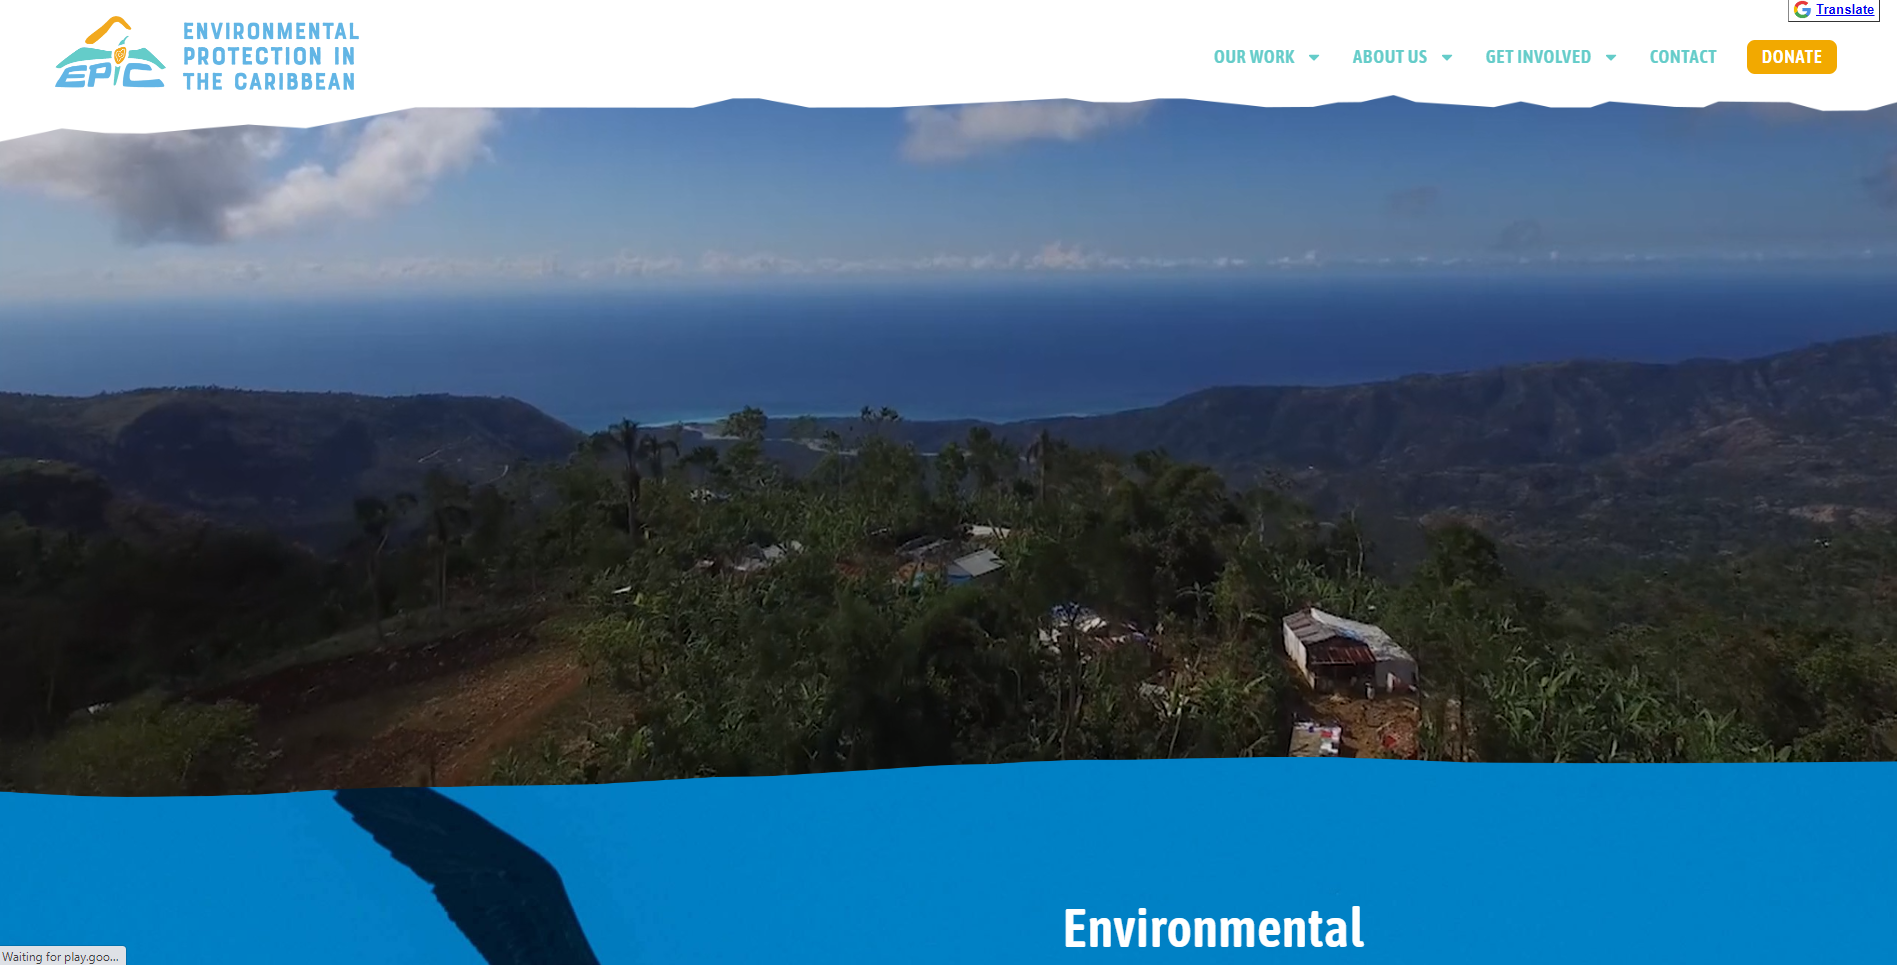 Translate
ENVIRONMENTAL
PROTECTION IN
THE CARIBBEAN
EPIC
OUR WORK
ABOUT US
GET INVOLVED
CONTACT
DONATE
Environmental
Waiting for play.goo...